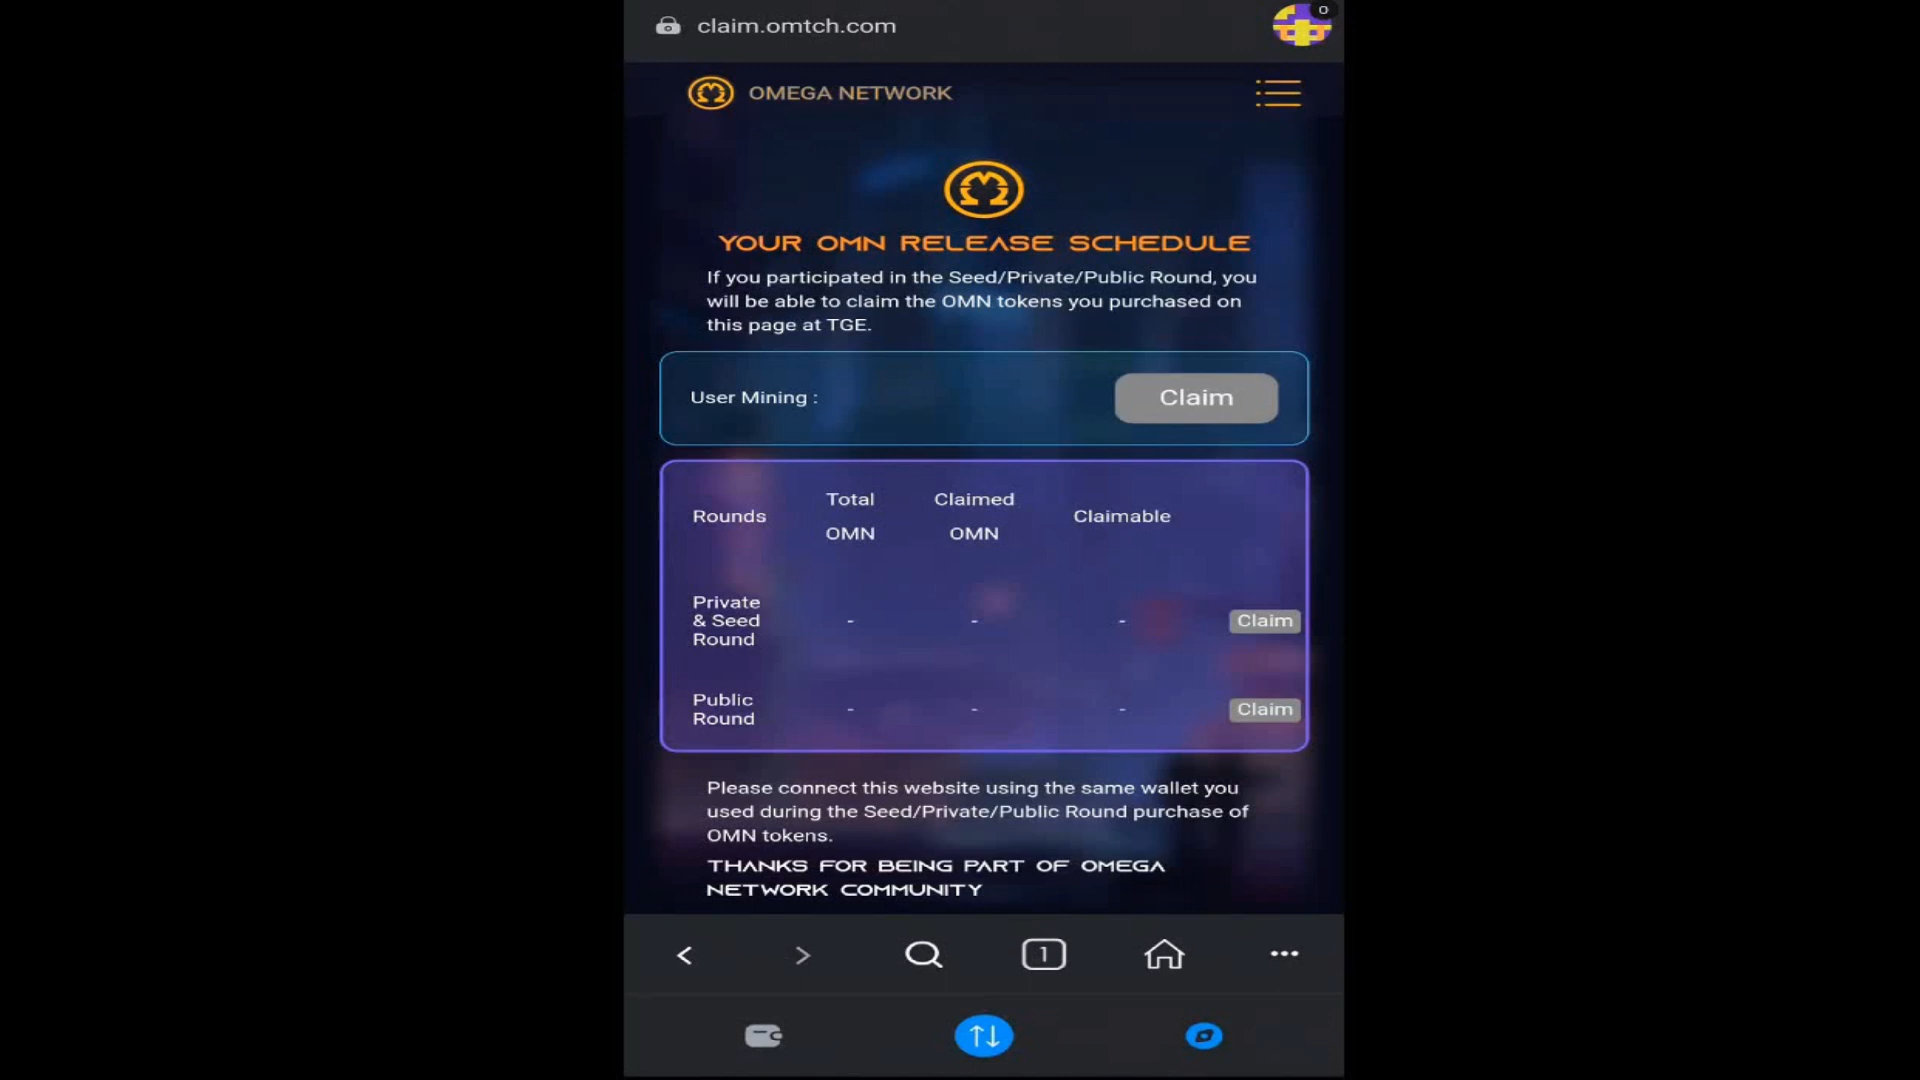 claim.omtch.com
0
OMEGA NETWORK
YOUR OMN RELEASE SCHEDULE
If you participated in the Seed/Private/Public Round, you
will be able to claim the OMN tokens you purchased on
this page at TGE.
User Mining :
Claim
Rounds
Total
OMN
Claimed
OMN
Claimable
Private
& Seed
Round
-
-
-
Claim
Public
Round
-
-
-
Claim
Please connect this website using the same wallet you
used during the Seed/Private/Public Round purchase of
OMN tokens.
THANKS FOR BEING PART OF OMEGA
NETWORK COMMUNITY
1